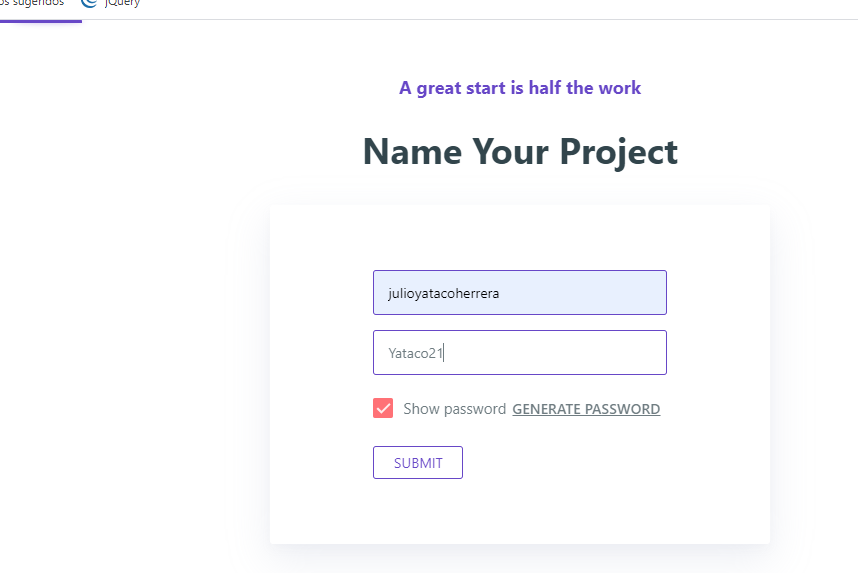 os sugeridos jQuery
A great start is half the work
Name Your Project
julioyatacoherrera
Yataco21
Show password GENERATE PASSWORD
SUBMIT